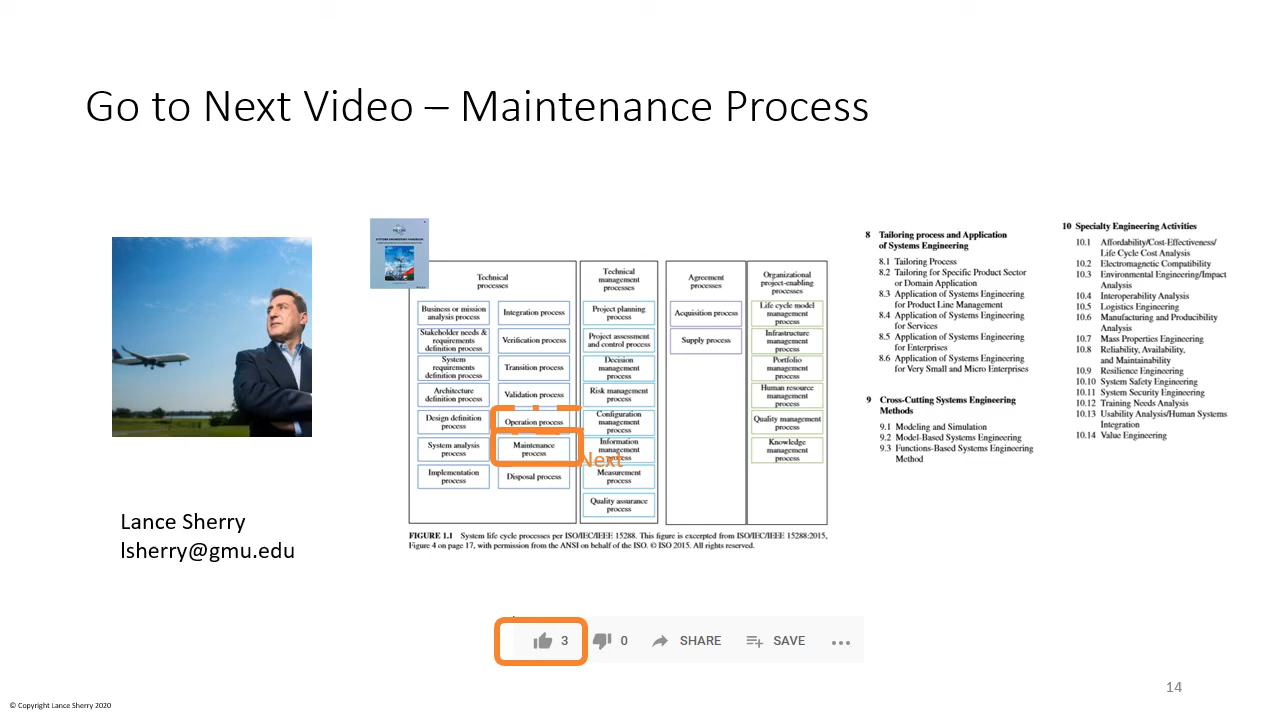 Go to Next Video – Maintenance Process
Lance Sherry
lsherry@gmu.edu
SYSTEMS ENGINEERING HANDBOOK
Technical
processes
Business or mission
analysis process
Stakeholder needs &
requirements
definition process
System
requirements
definition process
Architecture
definition process
Design definition
process
System analysis
process
Implementation
process
Integration process
Verification process
Transition process
Validation process
Operation process
Maintenance
process
Disposal process
Next
Technical
management
processes
Project planning
process
Project assessment
and control process
Decision
management
process
Risk management
process
Configuration
management
process
Information
management
process
Measurement
process
Quality assurance
process
Agreement
processes
Acquisition process
Supply process
Organizational
project-enabling
processes
Life cycle model
management
process
Infrastructure
management
process
Portfolio
management
process
Human resource
management
process
Quality management
process
Knowledge
management
process
FIGURE 1.1 System life cycle processes per ISO/IEC/IEEE 15288. This figure is excerpted from ISO/IEC/IEEE 15288:2015,
Figure 4 on page 17, with permission from the ANSI on behalf of the ISO. © ISO 2015. All rights reserved.
8 Tailoring process and Application
of Systems Engineering
8.1 Tailoring Process
8.2 Tailoring for Specific Product Sector
or Domain Application
8.3 Application of Systems Engineering
for Product Line Management
8.4 Application of Systems Engineering
for Services
8.5 Application of Systems Engineering
for Enterprises
8.6 Application of Systems Engineering
for Very Small and Micro Enterprises
9 Cross-Cutting Systems Engineering
Methods
9.1 Modeling and Simulation
9.2 Model-Based Systems Engineering
9.3 Functions-Based Systems Engineering
Method
10 Specialty Engineering Activities
10.1 Affordability/Cost-Effectiveness/
Life Cycle Cost Analysis
10.2 Electromagnetic Compatibility
10.3 Environmental Engineering/Impact
Analysis
10.4 Interoperability Analysis
10.5 Logistics Engineering
10.6 Manufacturing and Producibility
Analysis
10.7 Mass Properties Engineering
10.8 Reliability, Availability,
and Maintainability
10.9 Resilience Engineering
10.10 System Safety Engineering
10.11 System Security Engineering
10.12 Training Needs Analysis
10.13 Usability Analysis/Human Systems
Integration
10.14 Value Engineering
3 0 SHARE SAVE
14
© Copyright Lance Sherry 2020